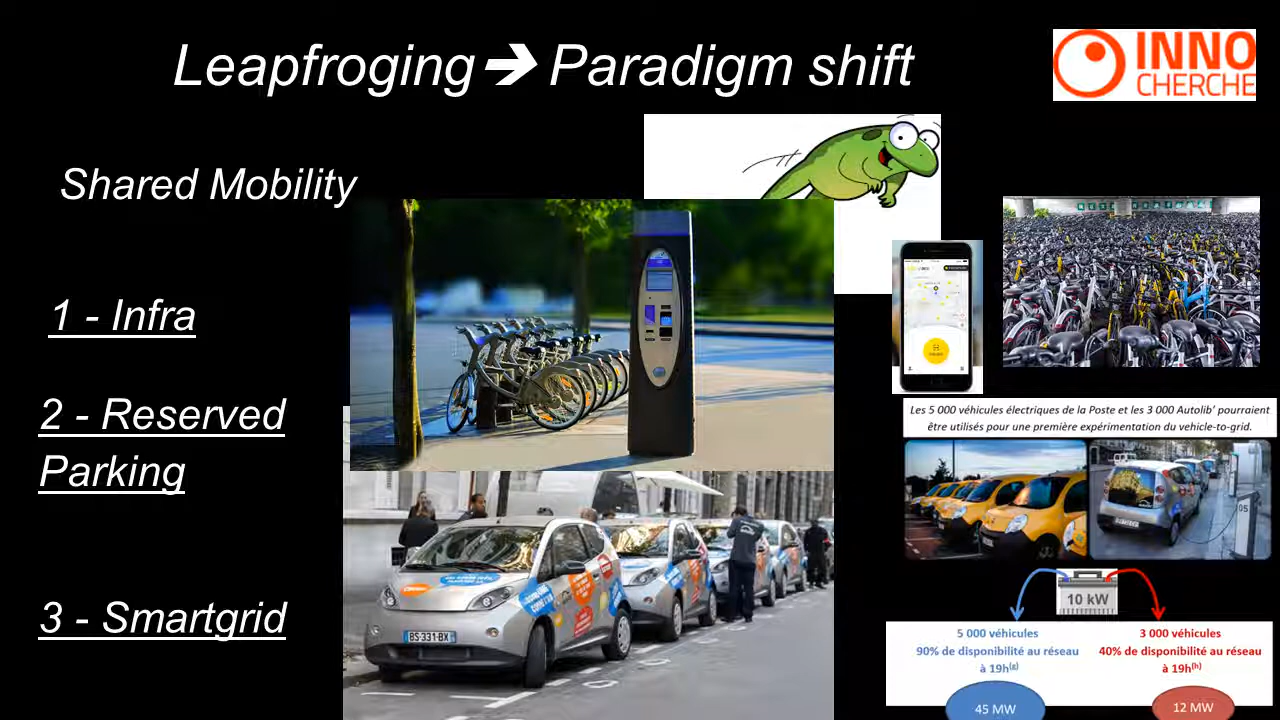 Leapfroging➔Paradigm shift
INNO
CHERCHE
Shared Mobility
1 - Infra
2 - Reserved
Parking
3 - Smartgrid
BS-331-BX
Les 5 000 véhicules électriques de la Poste et les 3 000 Autolib' pourraient
être utilisés pour une première expérimentation du vehicle-to-grid.
10 kW
5 000 véhicules
90% de disponibilité au réseau
à 19h(g)
45 MW
3 000 véhicules
40% de disponibilité au réseau
à 19h(h)
12 MW